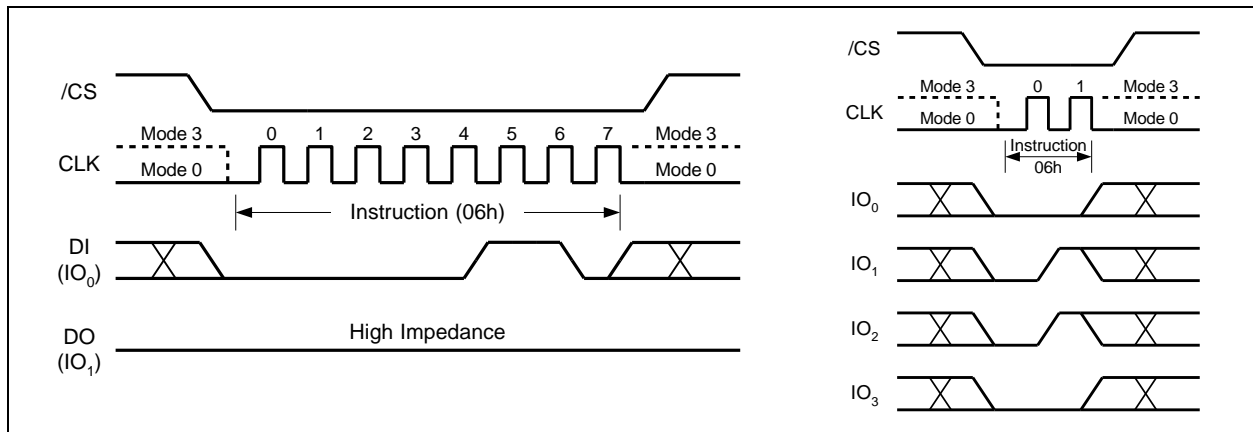 /CS
Mode 3 0 1 2 3 4 5 6 7 Mode 3
CLK
Mode 0 Mode 0
Instruction (06h)
DI
(IO0)
DO
(IO1)
High Impedance
/CS
Mode 3 0 1 Mode 3
CLK
Mode 0 Mode 0
Instruction
06h
IO0
IO1
IO2
IO3